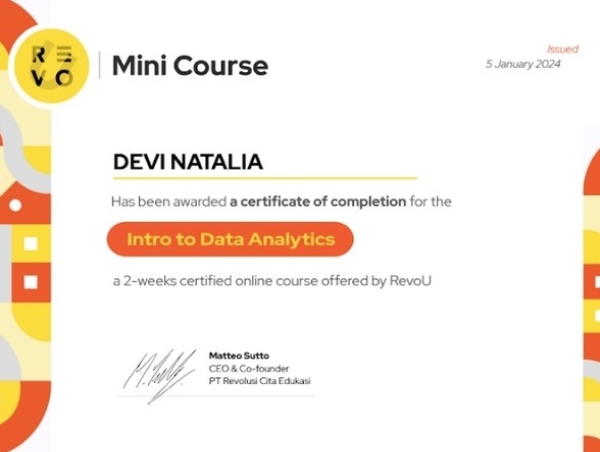 RE
VO
Mini Course
Issued
5 January 2024
DEVI NATALIA
Has been awarded a certificate of completion for the
Intro to Data Analytics
a 2-weeks certified online course offered by RevoU
Matteo Sutto
CEO & Co-founder
PT Revolusi Cita Edukasi